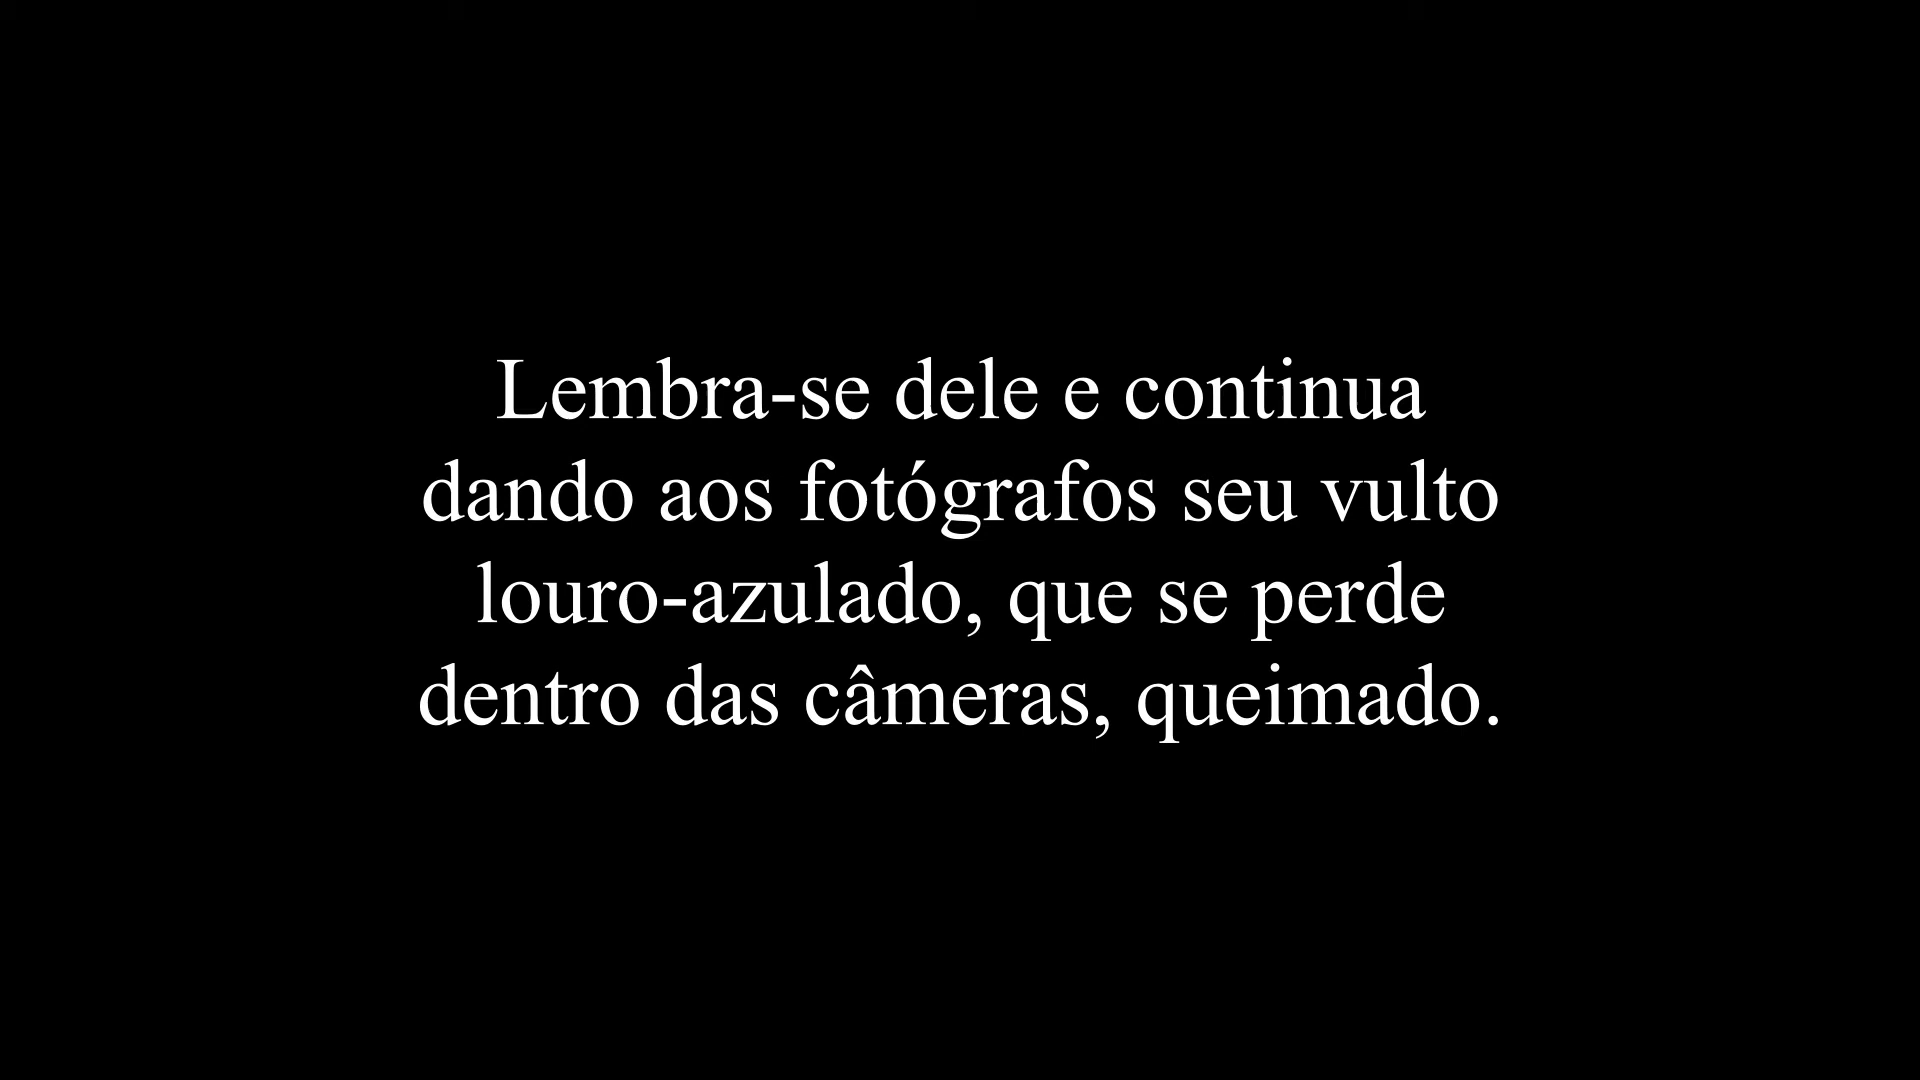 Lembra-se dele e continua
dando aos fotógrafos seu vulto
louro-azulado, que se perde
dentro das câmeras, queimado.